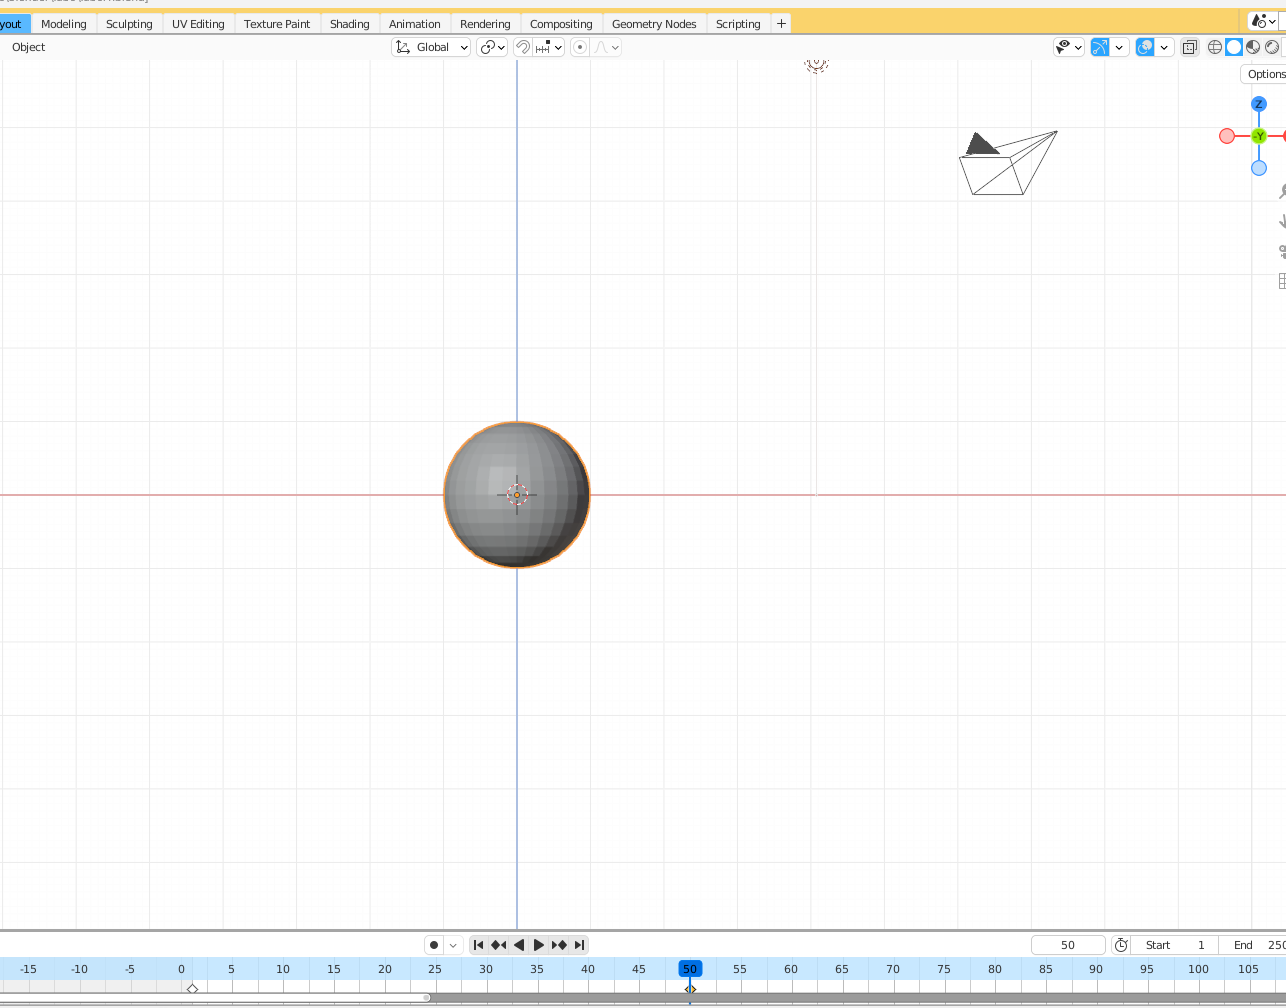 yout Modeling Sculpting UV Editing Texture Paint Shading Animation Rendering Compositing Geometry Nodes Scripting +
Object Global
Options
Z
-Y
50 Start 1 End 250
-15 -10 -5 0 5 10 15 20 25 30 35 40 45 50 55 60 65 70 75 80 85 90 95 100 105